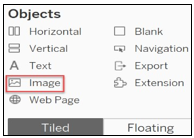 Objects
Horizontal Blank
Vertical Navigation
A Text Export
Image Extension
Web Page
Tiled Floating